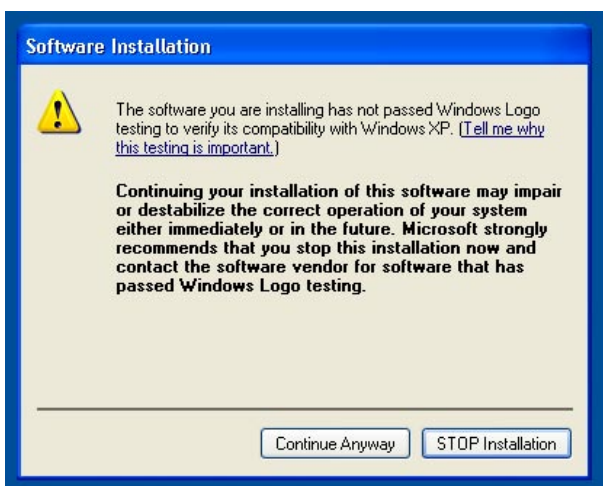 Software Installation
The software you are installing has not passed Windows Logo
testing to verify its compatibility with Windows XP. (Tell me why
this testing is important.)
Continuing your installation of this software may impair
or destabilize the correct operation of your system
either immediately or in the future. Microsoft strongly
recommends that you stop this installation now and
contact the software vendor for software that has
passed Windows Logo testing.
Continue Anyway
STOP Installation